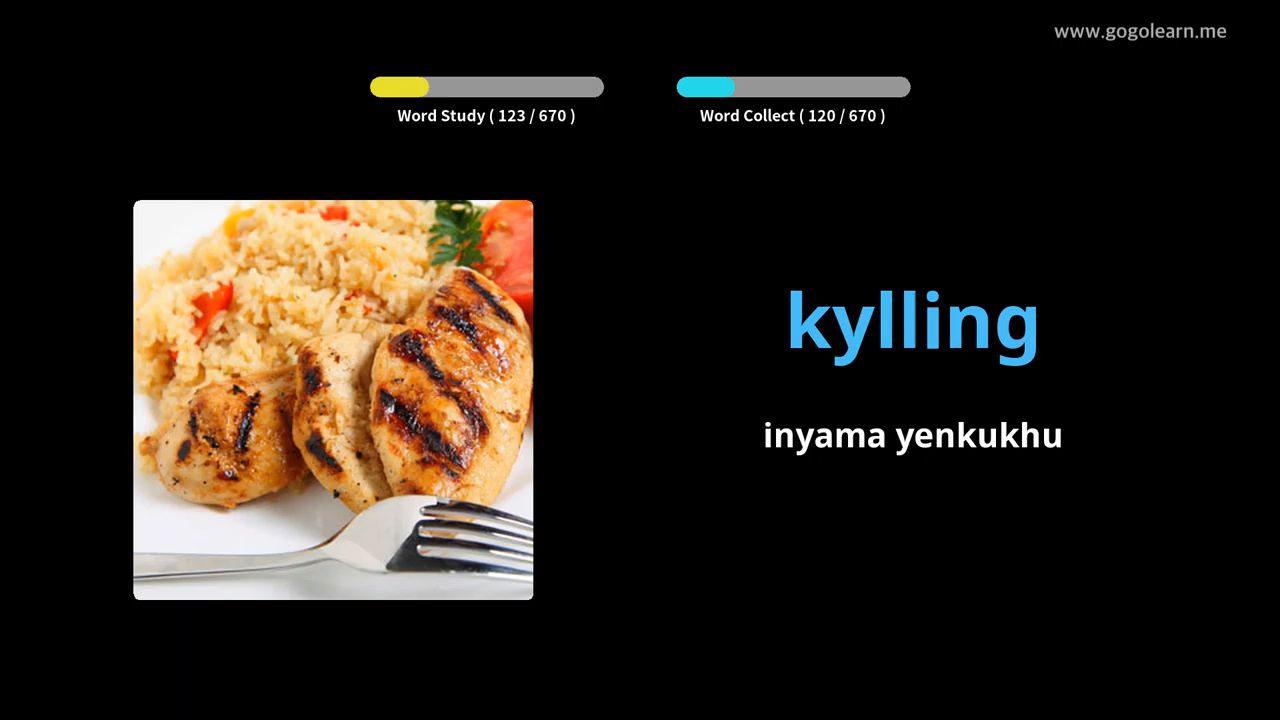 www.gogolearn.me
Word Study ( 123 / 670 )
Word Collect ( 120 / 670 )
kylling
inyama yenkukhu